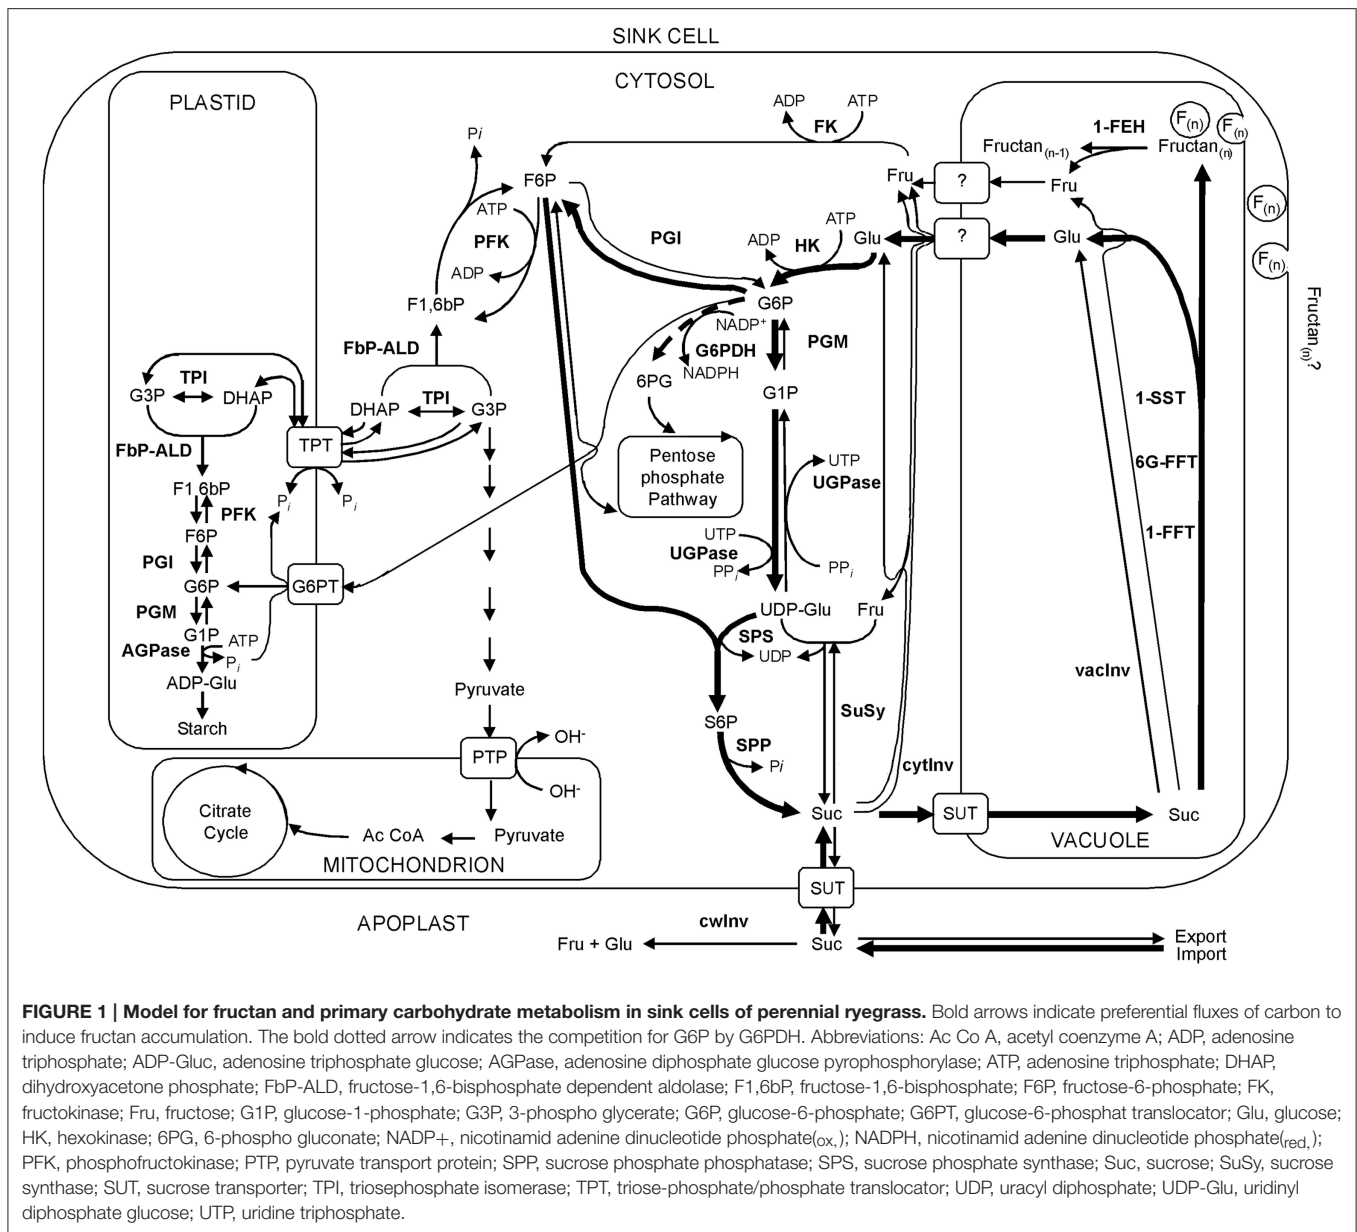 SINK CELL
CYTOSOL
PLASTID
ADP
ATP
FK
1-FEH
F(n)
F(n)
Fructan(n-1)
Fructan(n)
Pi
F6P
Fru
?
Fru
F(n)
ATP
PFK
ADP
PGI
ADP
HK
ATP
Glu
?
Glu
F(n)
Fructan(n)?
F1,6bP
G6P
NADP+
PGM
FbP-ALD
G6PDH
NADPH
6PG
G1P
TPI
G3P
DHAP
TPI
DHAP
G3P
1-SST
FbP-ALD
TPT
Pentose
phosphate
Pathway
UTP
UGPase
6G-FFT
F1,6bP
Pi
Pi
PFK
F6P
1-FFT
UTP
UGPase
PPi
PPi
PGI
G6P
G6PT
PGM
G1P
ATP
AGPase
Pi
UDP-Glu
Fru
SPS
UDP
ADP-Glu
vacInv
Starch
Pyruvate
S6P
SuSy
SPP
Pi
cytInv
PTP
OH-
OH-
Citrate
Cycle
Ac CoA
Pyruvate
MITOCHONDRION
Suc
SUT
Suc
VACUOLE
SUT
APOPLAST
cwInv
Fru + Glu
Suc
Export
Import
FIGURE 1 | Model for fructan and primary carbohydrate metabolism in sink cells of perennial ryegrass. Bold arrows indicate preferential fluxes of carbon to
induce fructan accumulation. The bold dotted arrow indicates the competition for G6P by G6PDH. Abbreviations: Ac Co A, acetyl coenzyme A; ADP, adenosine
triphosphate; ADP-Gluc, adenosine triphosphate glucose; AGPase, adenosine diphosphate glucose pyrophosphorylase; ATP, adenosine triphosphate; DHAP,
dihydroxyacetone phosphate; FbP-ALD, fructose-1,6-bisphosphate dependent aldolase; F1,6bP, fructose-1,6-bisphosphate; F6P, fructose-6-phosphate; FK,
fructokinase; Fru, fructose; G1P, glucose-1-phosphate; G3P, 3-phospho glycerate; G6P, glucose-6-phosphate; G6PT, glucose-6-phosphat translocator; Glu, glucose;
HK, hexokinase; 6PG, 6-phospho gluconate; NADP+, nicotinamid adenine dinucleotide phosphate(ox,); NADPH, nicotinamid adenine dinucleotide phosphate(red,);
PFK, phosphofructokinase; PTP, pyruvate transport protein; SPP, sucrose phosphate phosphatase; SPS, sucrose phosphate synthase; Suc, sucrose; SuSy, sucrose
synthase; SUT, sucrose transporter; TPI, triosephosphate isomerase; TPT, triose-phosphate/phosphate translocator; UDP, uracyl diphosphate; UDP-Glu, uridinyl
diphosphate glucose; UTP, uridine triphosphate.